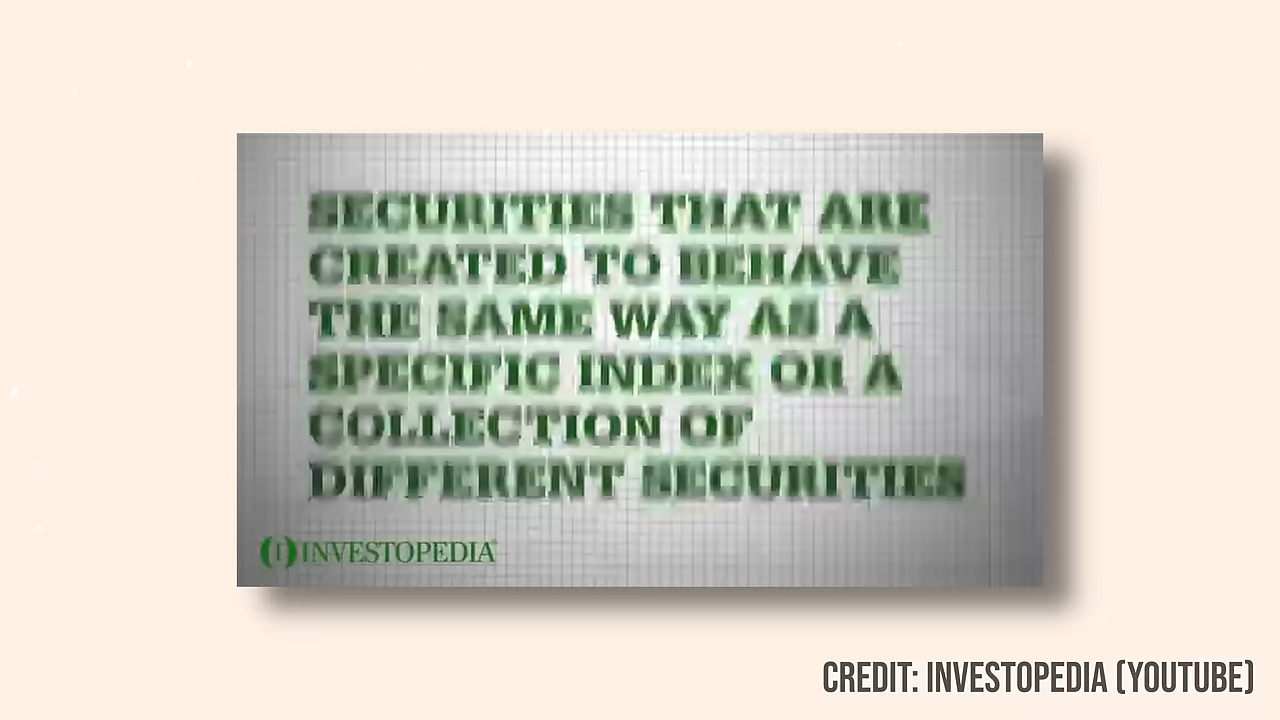 SECURITIES THAT ARE
CREATED TO BEHAVE
THE SAME WAY AS A
SPECIFIC INDEX OR A
COLLECTION OF
DIFFERENT SECURITIES
INVESTOPEDIA
CREDIT: INVESTOPEDIA (YOUTUBE)